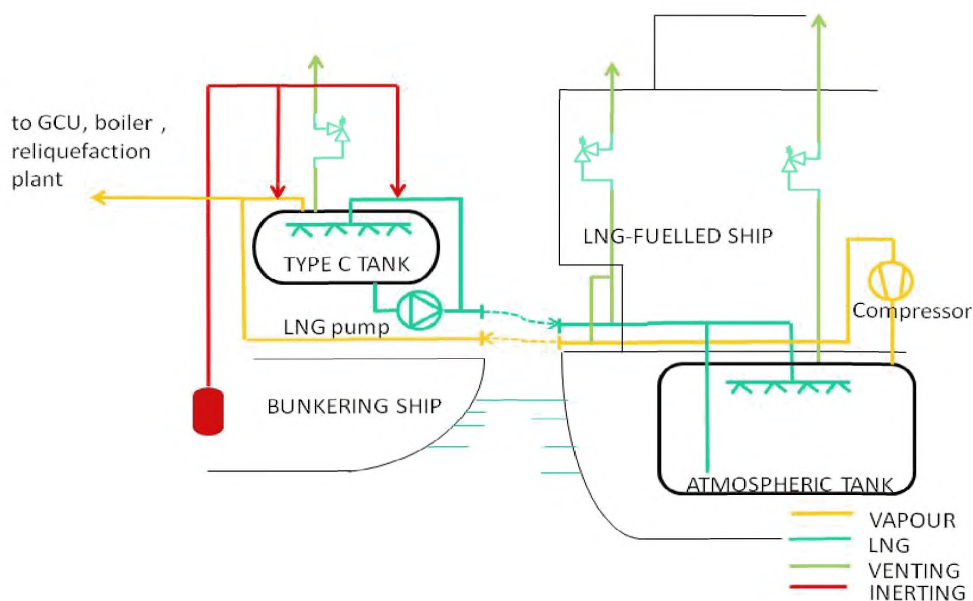 to GCU, boiler ,
reliquefaction
plant
TYPE C TANK
LNG pump
BUNKERING SHIP
LNG-FUELLED SHIP
Compressor
ATMOSPHERIC TANK
VAPOUR
LNG
VENTING
INERTING